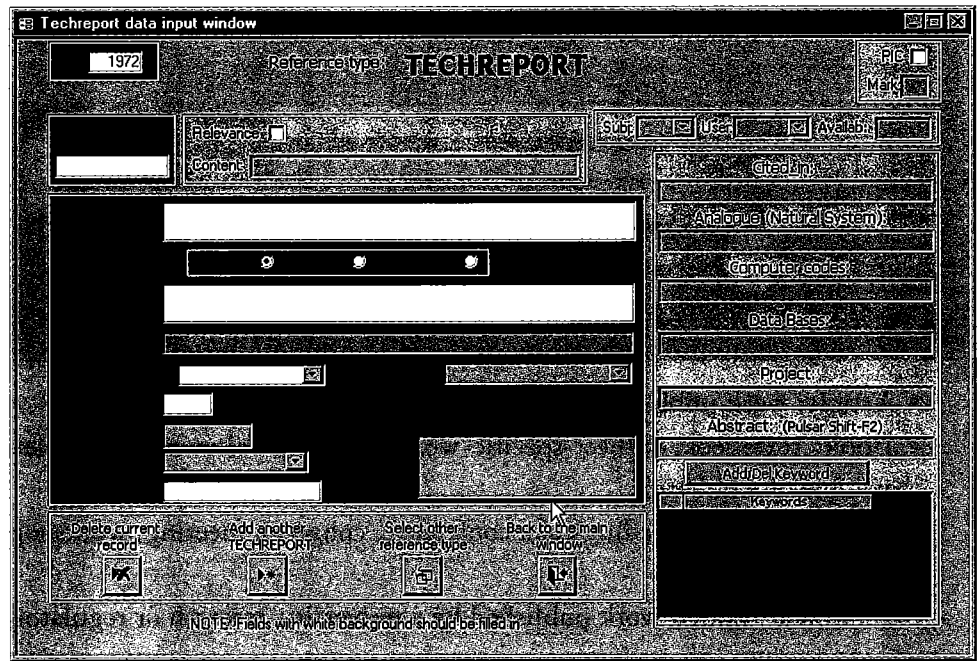 Techreport data input window
1972
Reference type: TECHREPORT
PIC
Mark
Relevance:
Content:
Subj: User: Availab.:
Cited in:
Analogue (Natural System):
Computer codes:
Data Bases:
Project:
Abstract: (Pulsar Shift-F2)
Add/Del Keyword
Keywords
Delete current
record
Add another
TECHREPORT
Select other
reference type
Back to the main
window
NOTE: Fields with white background should be filled in